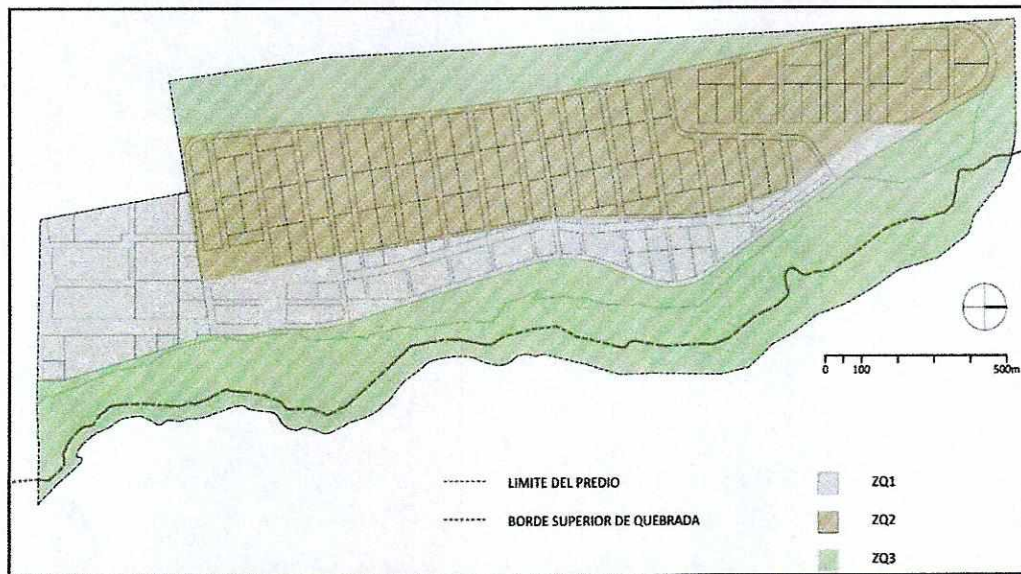 0 100 500m
LIMITE DEL PREDIO
BORDE SUPERIOR DE QUEBRADA
ZQ1
ZQ2
ZQ3